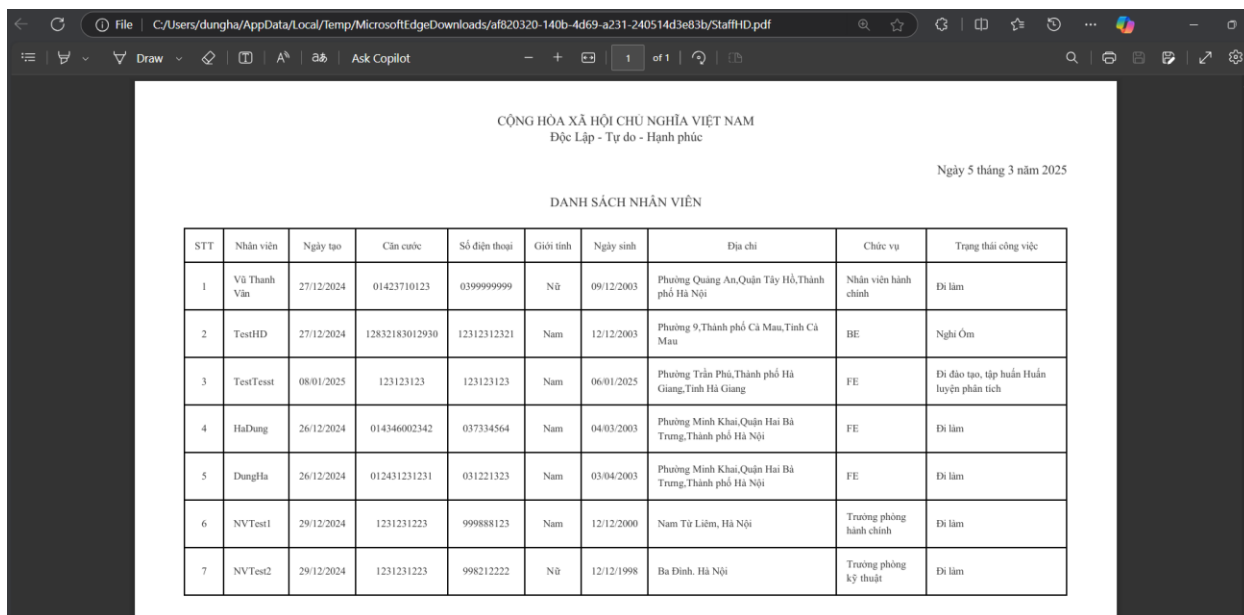 File
C:/Users/dungha/AppData/Local/Temp/MicrosoftEdgeDownloads/af820320-140b-4d69-a231-240514d3e83b/StaffHD.pdf
Draw
aあ
Ask Copilot
1
of 1
CỘNG HÒA XÃ HỘI CHỦ NGHĨA VIỆT NAM
Độc Lập - Tự do - Hạnh phúc
Ngày 5 tháng 3 năm 2025
DANH SÁCH NHÂN VIÊN
STT Nhân viên Ngày tạo Căn cước Số điện thoại Giới tính Ngày sinh Địa chỉ Chức vụ Trạng thái công việc
1 Vũ Thanh Vân 27/12/2024 01423710123 0399999999 Nữ 09/12/2003 Phường Quảng An,Quận Tây Hồ,Thành phố Hà Nội Nhân viên hành chính Đi làm
2 TestHD 27/12/2024 12832183012930 12312312321 Nam 12/12/2003 Phường 9,Thành phố Cà Mau,Tỉnh Cà Mau BE Nghỉ Ốm
3 TestTesst 08/01/2025 123123123 123123123 Nam 06/01/2025 Phường Trần Phú,Thành phố Hà Giang,Tỉnh Hà Giang FE Đi đào tạo, tập huấn Huấn luyện phân tích
4 HaDung 26/12/2024 014346002342 037334564 Nam 04/03/2003 Phường Minh Khai,Quận Hai Bà Trưng,Thành phố Hà Nội FE Đi làm
5 DungHa 26/12/2024 012431231231 031221323 Nam 03/04/2003 Phường Minh Khai,Quận Hai Bà Trưng,Thành phố Hà Nội FE Đi làm
6 NVTest1 29/12/2024 1231231223 999888123 Nam 12/12/2000 Nam Từ Liêm, Hà Nội Trưởng phòng hành chính Đi làm
7 NVTest2 29/12/2024 1231231223 998212222 Nữ 12/12/1998 Ba Đình. Hà Nội Trưởng phòng kỹ thuật Đi làm